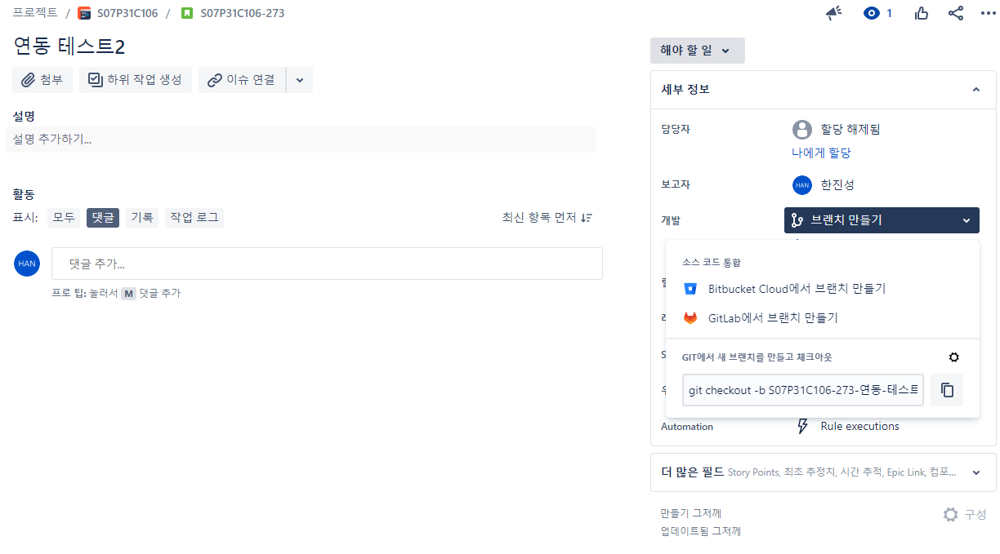 프로젝트 / S07P31C106 / S07P31C106-273
1
연동 테스트2
첨부 하위 작업 생성 이슈 연결
설명
설명 추가하기...
활동
표시: 모두 댓글 기록 작업 로그 최신 항목 먼저
HAN 댓글 추가...
프로 팁: 눌러서 M 댓글 추가
해야 할 일
세부 정보
담당자 할당 해제됨
나에게 할당
보고자 HAN 한진성
개발 브랜치 만들기
소스 코드 통합
Bitbucket Cloud에서 브랜치 만들기
GitLab에서 브랜치 만들기
GIT에서 새 브랜치를 만들고 체크아웃
git checkout -b S07P31C106-273-연동-테스트
Automation Rule executions
더 많은 필드 Story Points, 최초 추정치, 시간 추적, Epic Link, 컴포...
만들기 그저께 구성
업데이트됨 그저께